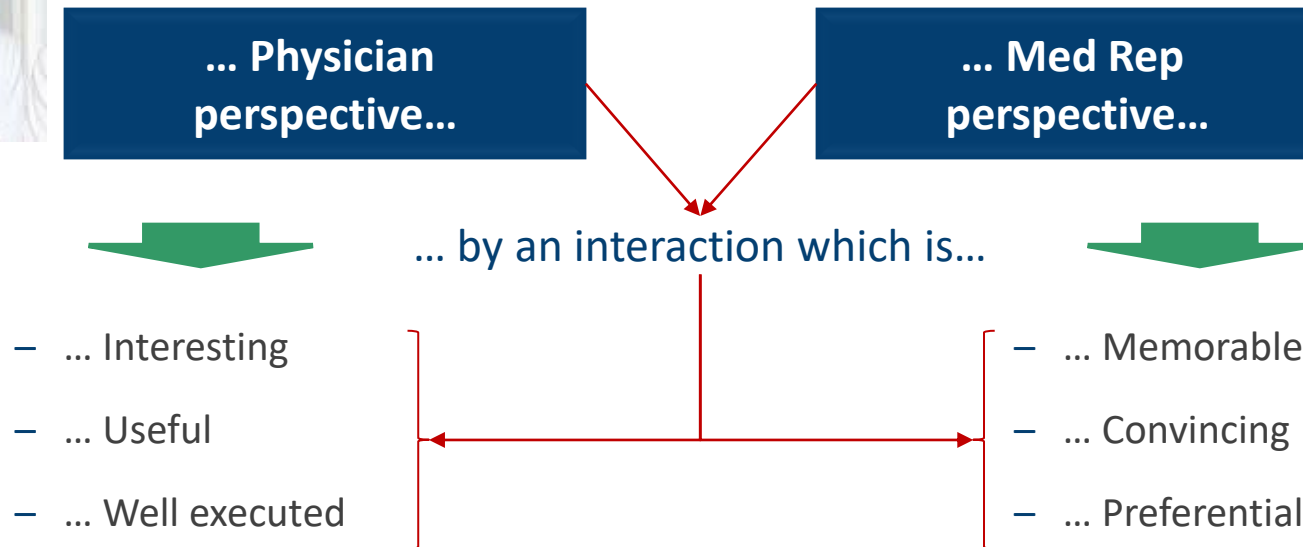 … Physician
perspective…
… Med Rep
perspective…
… by an interaction which is…
– … Interesting
– … Useful
– … Well executed
– … Memorable
– … Convincing
– … Preferential